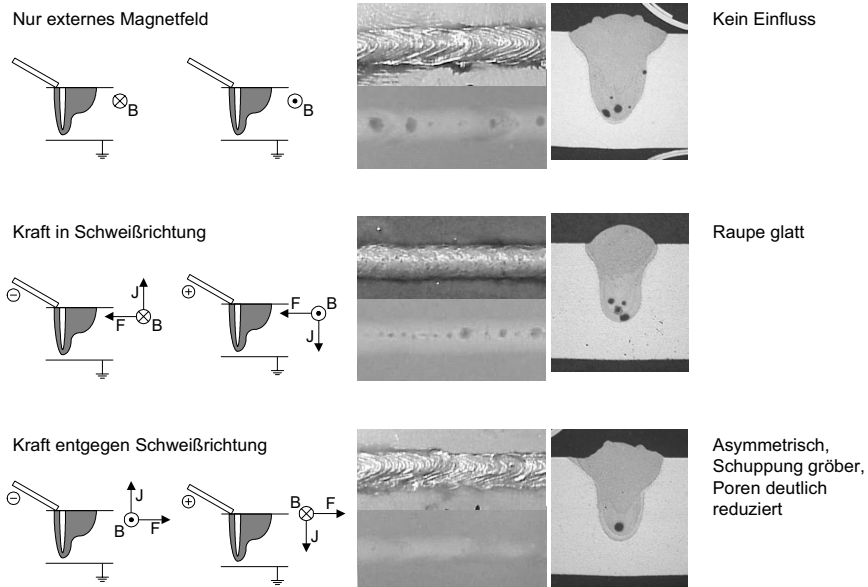 Nur externes Magnetfeld
Kein Einfluss
B
B
Kraft in Schweißrichtung
Raupe glatt
J
F
B
F
B
J
Kraft entgegen Schweißrichtung
Asymmetrisch,
Schuppung gröber,
Poren deutlich
reduziert
J
B
F
B
F
J